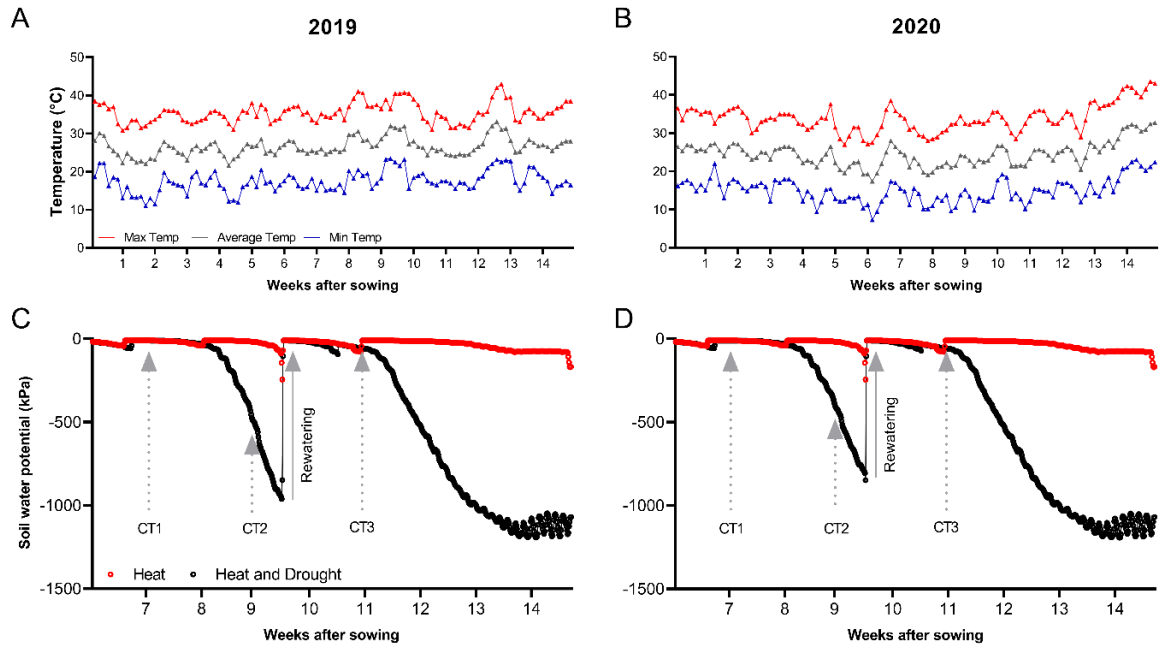 A
2019
B
2020
Temperature (°C)
50
40
30
20
10
0
Max Temp Average Temp Min Temp
1 2 3 4 5 6 7 8 9 10 11 12 13 14
Weeks after sowing
50
40
30
20
10
0
1 2 3 4 5 6 7 8 9 10 11 12 13 14
Weeks after sowing
C
Soil water potential (kPa)
0
-500
-1000
-1500
Rewatering
CT1
CT2
CT3
Heat Heat and Drought
7 8 9 10 11 12 13 14
Weeks after sowing
D
0
-500
-1000
-1500
Rewatering
CT1
CT2
CT3
7 8 9 10 11 12 13 14
Weeks after sowing